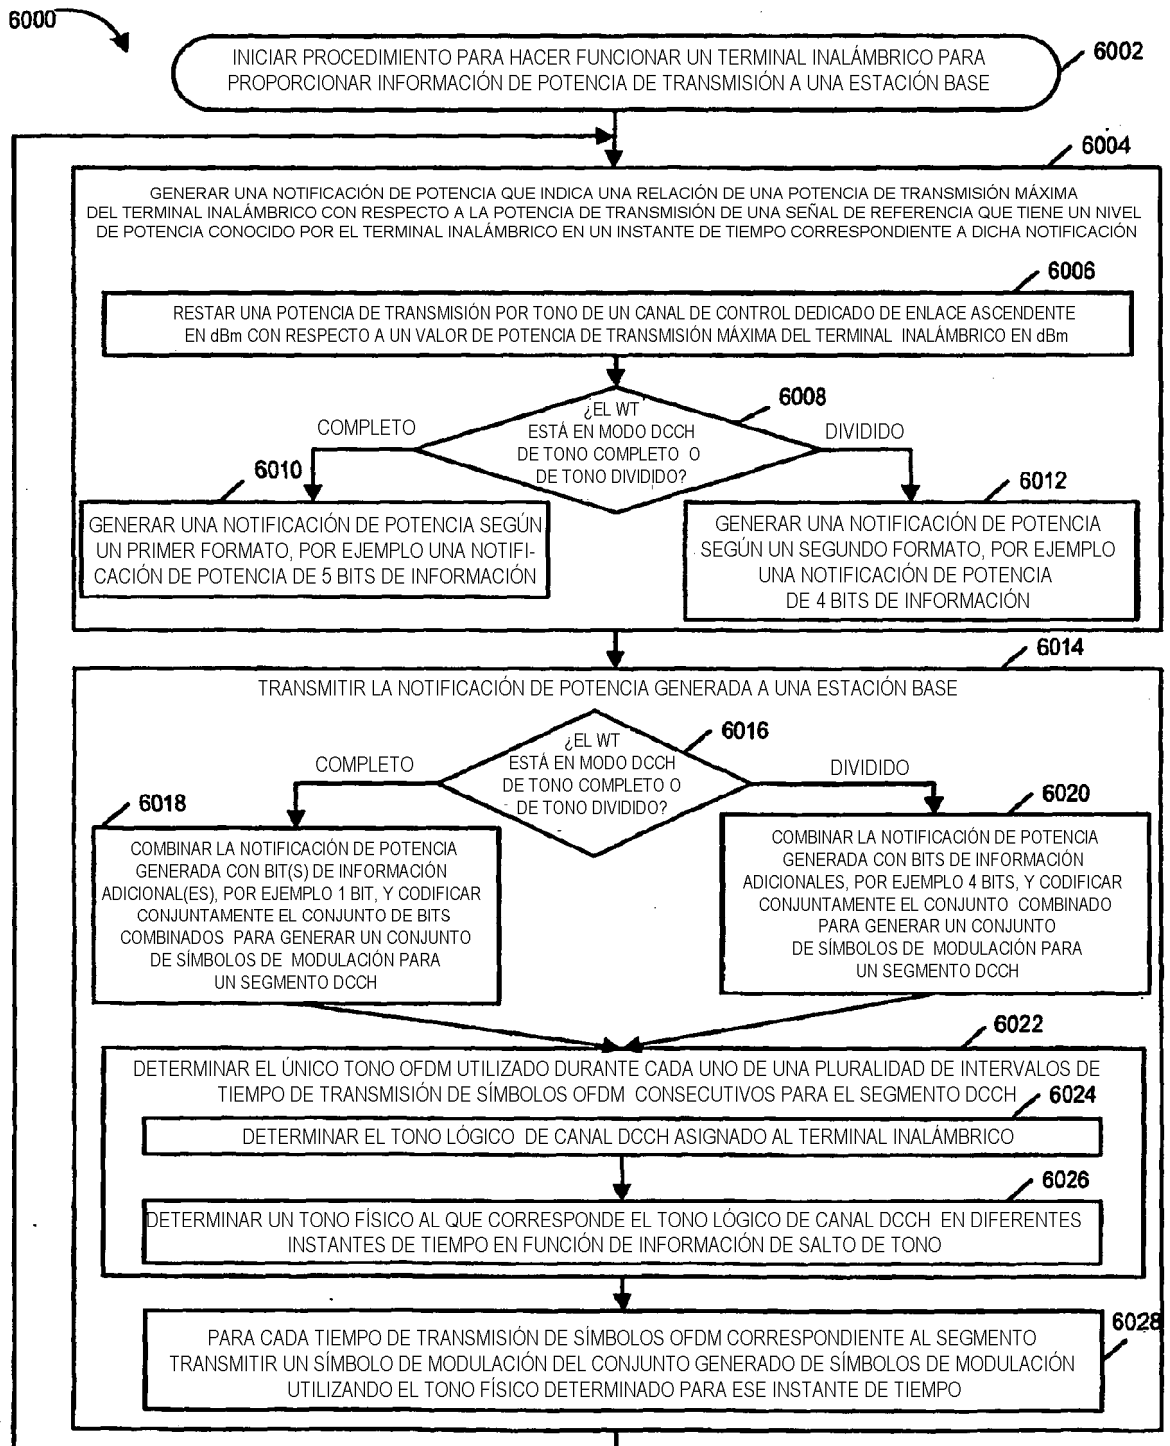 6000
INICIAR PROCEDIMIENTO PARA HACER FUNCIONAR UN TERMINAL INALÁMBRICO PARA
PROPORCIONAR INFORMACIÓN DE POTENCIA DE TRANSMISIÓN A UNA ESTACIÓN BASE
6002
6004
GENERAR UNA NOTIFICACIÓN DE POTENCIA QUE INDICA UNA RELACIÓN DE UNA POTENCIA DE TRANSMISIÓN MÁXIMA
DEL TERMINAL INALÁMBRICO CON RESPECTO A LA POTENCIA DE TRANSMISIÓN DE UNA SEÑAL DE REFERENCIA QUE TIENE UN NIVEL
DE POTENCIA CONOCIDO POR EL TERMINAL INALÁMBRICO EN UN INSTANTE DE TIEMPO CORRESPONDIENTE A DICHA NOTIFICACIÓN
6006
RESTAR UNA POTENCIA DE TRANSMISIÓN POR TONO DE UN CANAL DE CONTROL DEDICADO DE ENLACE ASCENDENTE
EN dBm CON RESPECTO A UN VALOR DE POTENCIA DE TRANSMISIÓN MÁXIMA DEL TERMINAL INALÁMBRICO EN dBm
6008
¿EL WT
ESTÁ EN MODO DCCH
DE TONO COMPLETO O
DE TONO DIVIDIDO?
COMPLETO
DIVIDIDO
6010
GENERAR UNA NOTIFICACIÓN DE POTENCIA SEGÚN
UN PRIMER FORMATO, POR EJEMPLO UNA NOTIFI-
CACIÓN DE POTENCIA DE 5 BITS DE INFORMACIÓN
6012
GENERAR UNA NOTIFICACIÓN DE POTENCIA
SEGÚN UN SEGUNDO FORMATO, POR EJEMPLO
UNA NOTIFICACIÓN DE POTENCIA
DE 4 BITS DE INFORMACIÓN
6014
TRANSMITIR LA NOTIFICACIÓN DE POTENCIA GENERADA A UNA ESTACIÓN BASE
6016
¿EL WT
ESTÁ EN MODO DCCH
DE TONO COMPLETO O
DE TONO DIVIDIDO?
COMPLETO
DIVIDIDO
6018
COMBINAR LA NOTIFICACIÓN DE POTENCIA
GENERADA CON BIT(S) DE INFORMACIÓN
ADICIONAL(ES), POR EJEMPLO 1 BIT, Y CODIFICAR
CONJUNTAMENTE EL CONJUNTO DE BITS
COMBINADOS PARA GENERAR UN CONJUNTO
DE SÍMBOLOS DE MODULACIÓN PARA
UN SEGMENTO DCCH
6020
COMBINAR LA NOTIFICACIÓN DE POTENCIA
GENERADA CON BITS DE INFORMACIÓN
ADICIONALES, POR EJEMPLO 4 BITS, Y CODIFICAR
CONJUNTAMENTE EL CONJUNTO COMBINADO
PARA GENERAR UN CONJUNTO
DE SÍMBOLOS DE MODULACIÓN PARA
UN SEGMENTO DCCH
6022
DETERMINAR EL ÚNICO TONO OFDM UTILIZADO DURANTE CADA UNO DE UNA PLURALIDAD DE INTERVALOS DE
TIEMPO DE TRANSMISIÓN DE SÍMBOLOS OFDM CONSECUTIVOS PARA EL SEGMENTO DCCH
6024
DETERMINAR EL TONO LÓGICO DE CANAL DCCH ASIGNADO AL TERMINAL INALÁMBRICO
6026
DETERMINAR UN TONO FÍSICO AL QUE CORRESPONDE EL TONO LÓGICO DE CANAL DCCH EN DIFERENTES
INSTANTES DE TIEMPO EN FUNCIÓN DE INFORMACIÓN DE SALTO DE TONO
6028
PARA CADA TIEMPO DE TRANSMISIÓN DE SÍMBOLOS OFDM CORRESPONDIENTE AL SEGMENTO
TRANSMITIR UN SÍMBOLO DE MODULACIÓN DEL CONJUNTO GENERADO DE SÍMBOLOS DE MODULACIÓN
UTILIZANDO EL TONO FÍSICO DETERMINADO PARA ESE INSTANTE DE TIEMPO